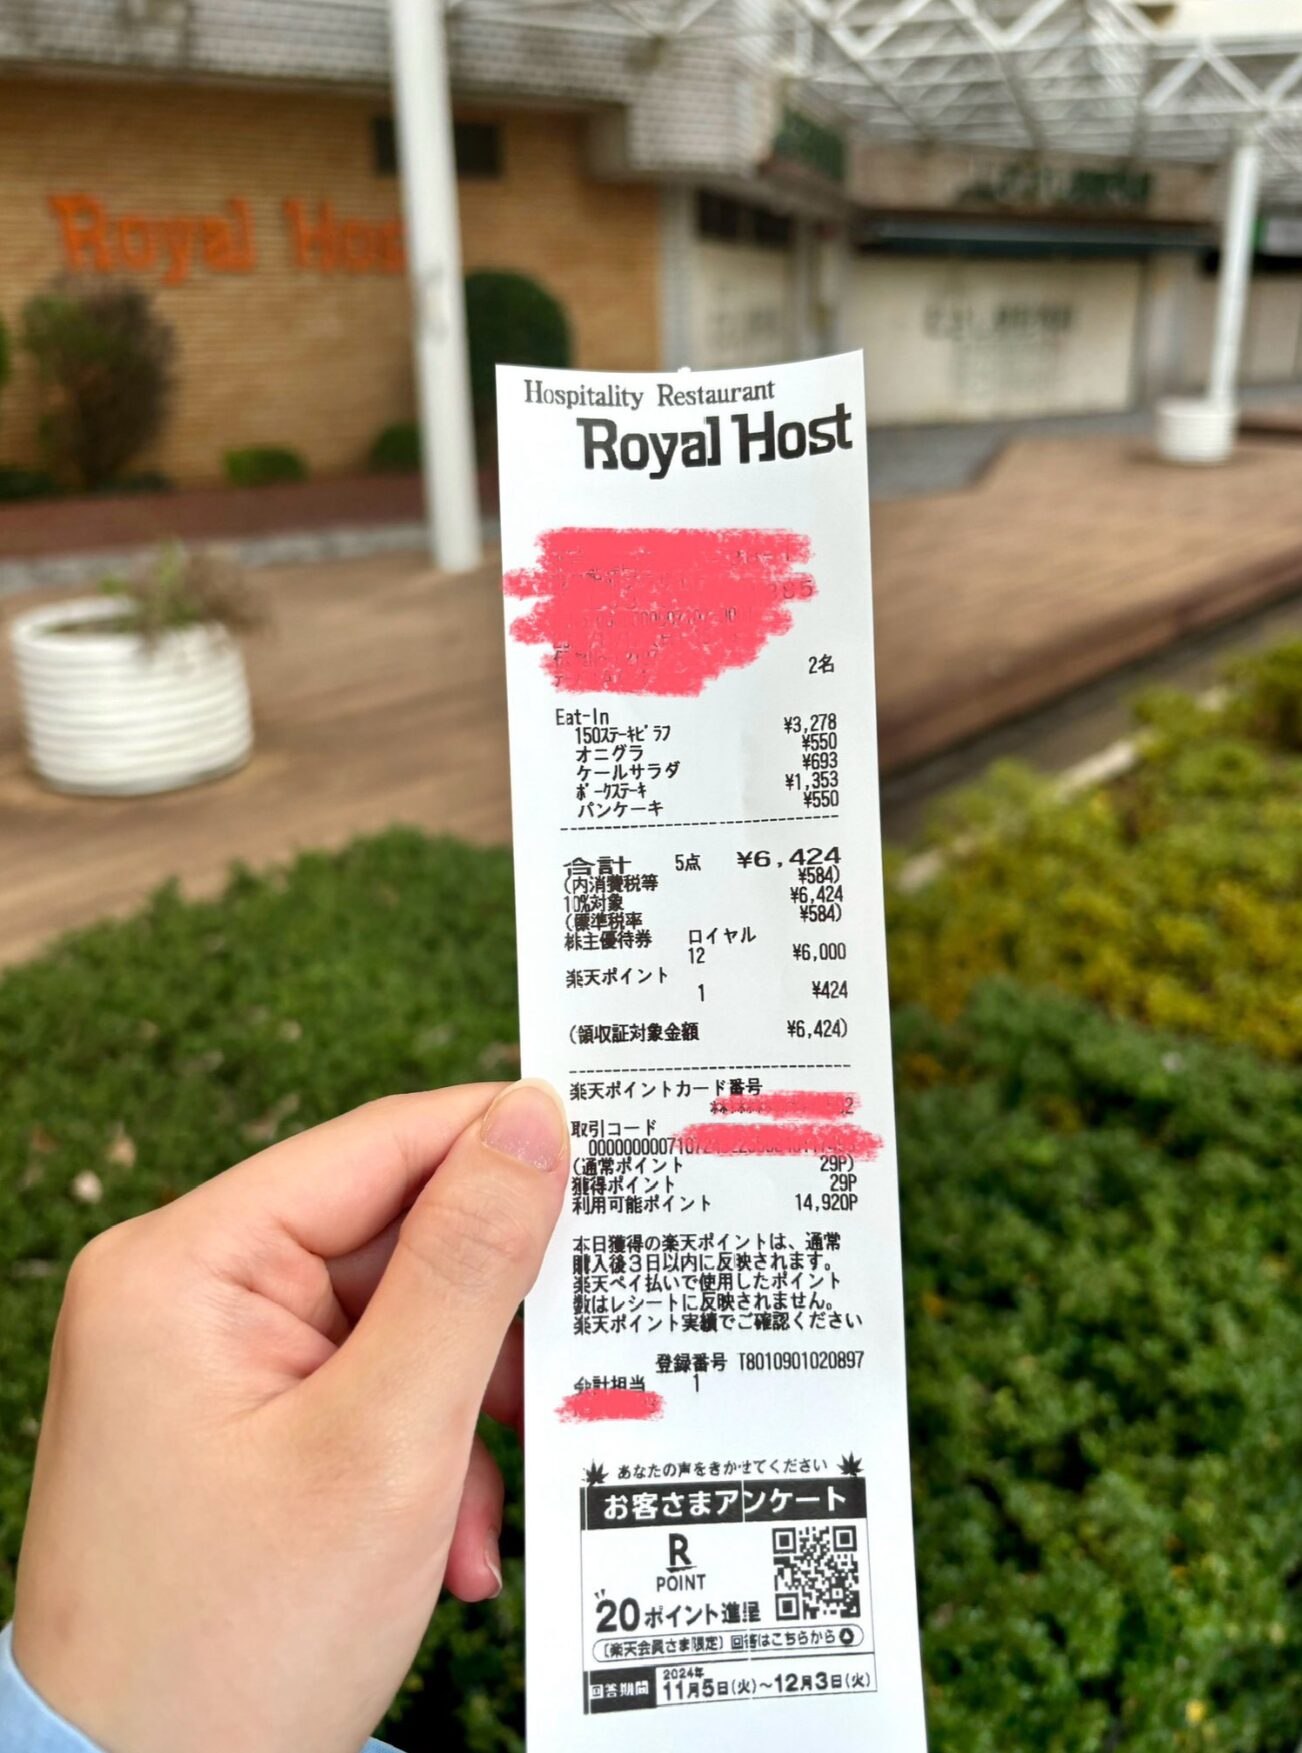 Royal Hos
Hospitality Restaurant
Royal Host
2名
Eat-In
150ステーキピラフ ¥3,278
オニグラ ¥550
ケールサラダ ¥693
ポークステーキ ¥1,353
パンケーキ ¥550
合計 5点 ¥6,424
(内消費税等 ¥584)
10%対象 ¥6,424
(標準税率 ¥584)
株主優待券 ロイヤル
12 ¥6,000
楽天ポイント
1 ¥424
(領収証対象金額 ¥6,424)
楽天ポイントカード番号
取引コード
(通常ポイント 29P)
獲得ポイント 29P
利用可能ポイント 14,920P
本日獲得の楽天ポイントは、通常
購入後3日以内に反映されます。
楽天ペイ払いで使用したポイント
数はレシートに反映されません。
楽天ポイント実績でご確認ください
登録番号 T8010901020897
会計担当 1
あなたの声をきかせてください
お客さまアンケート
R
POINT
20ポイント進呈
(楽天会員さま限定) 回答はこちらから
回答期間 2024年
11月5日(火)~12月3日(火)